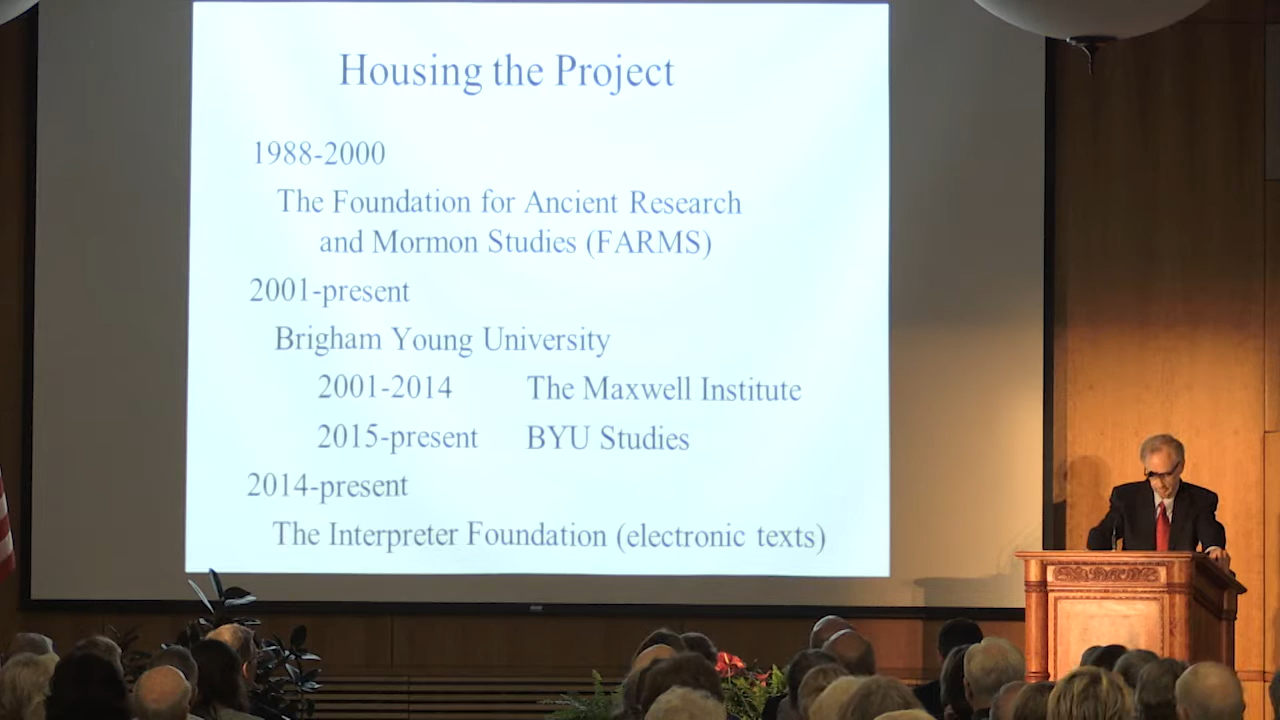 Housing the Project
1988-2000
The Foundation for Ancient Research
and Mormon Studies (FARMS)
2001-present
Brigham Young University
2001-2014 The Maxwell Institute
2015-present BYU Studies
2014-present
The Interpreter Foundation (electronic texts)